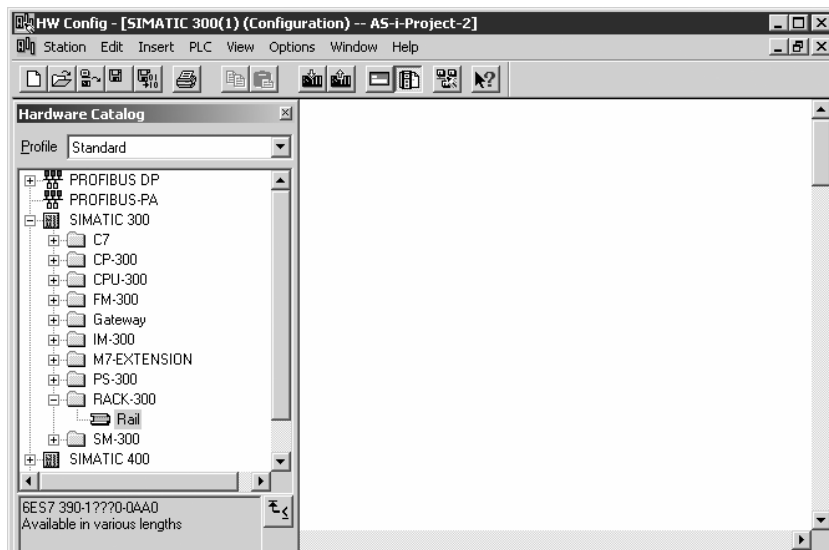 HW Config - [SIMATIC 300(1) (Configuration) -- AS-i-Project-2]
Station Edit Insert PLC View Options Window Help
Hardware Catalog
Profile Standard
PROFIBUS DP
PROFIBUS-PA
SIMATIC 300
C7
CP-300
CPU-300
FM-300
Gateway
IM-300
M7-EXTENSION
PS-300
RACK-300
Rail
SM-300
SIMATIC 400
6ES7 390-1???0-0AA0
Available in various lengths